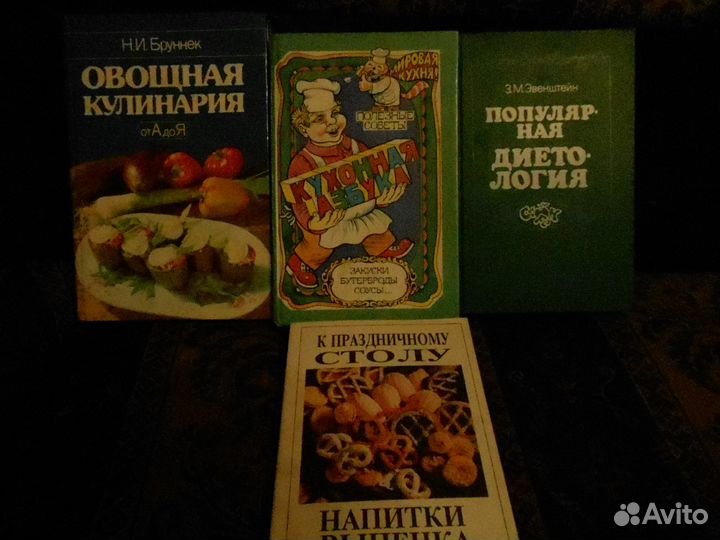 Н.И. Бруннек
ОВОЩНАЯ
КУЛИНАРИЯ
от А до Я
МИРОВАЯ
КУХНЯ!
ПОЛЕЗНЫЕ
СОВЕТЫ
КУХОННАЯ
АЗБУКА
ЗАКУСКИ
БУТЕРБРОДЫ
СОУСЫ...
З.М. Эвенштейн
ПОПУЛЯР-
НАЯ
ДИЕТО-
ЛОГИЯ
К ПРАЗДНИЧНОМУ
СТОЛУ
НАПИТКИ
ВЫПЕЧКА
Avito